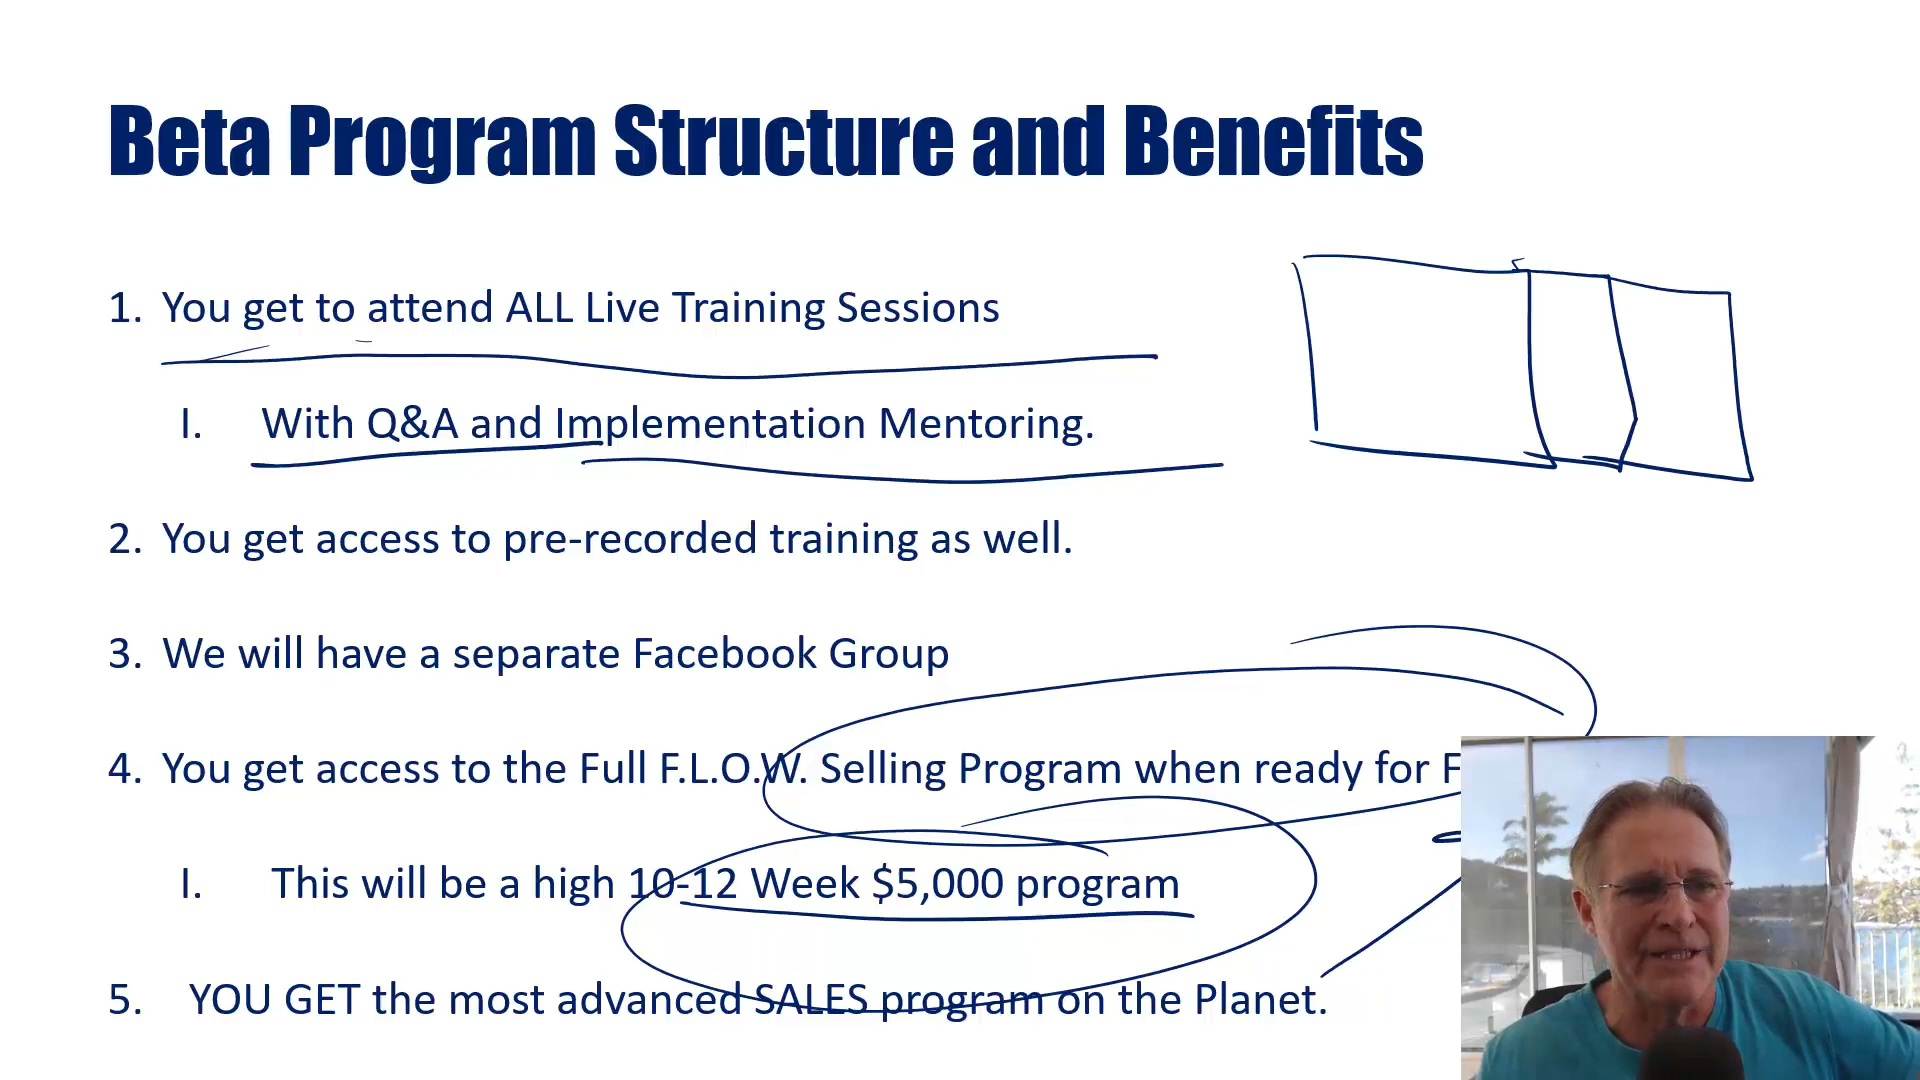 Beta Program Structure and Benefits
1. You get to attend ALL Live Training Sessions
I. With Q&A and Implementation Mentoring.
2. You get access to pre-recorded training as well.
3. We will have a separate Facebook Group
4. You get access to the Full F.L.O.W. Selling Program when ready for
I. This will be a high 10-12 Week $5,000 program
5. YOU GET the most advanced SALES program on the Planet.